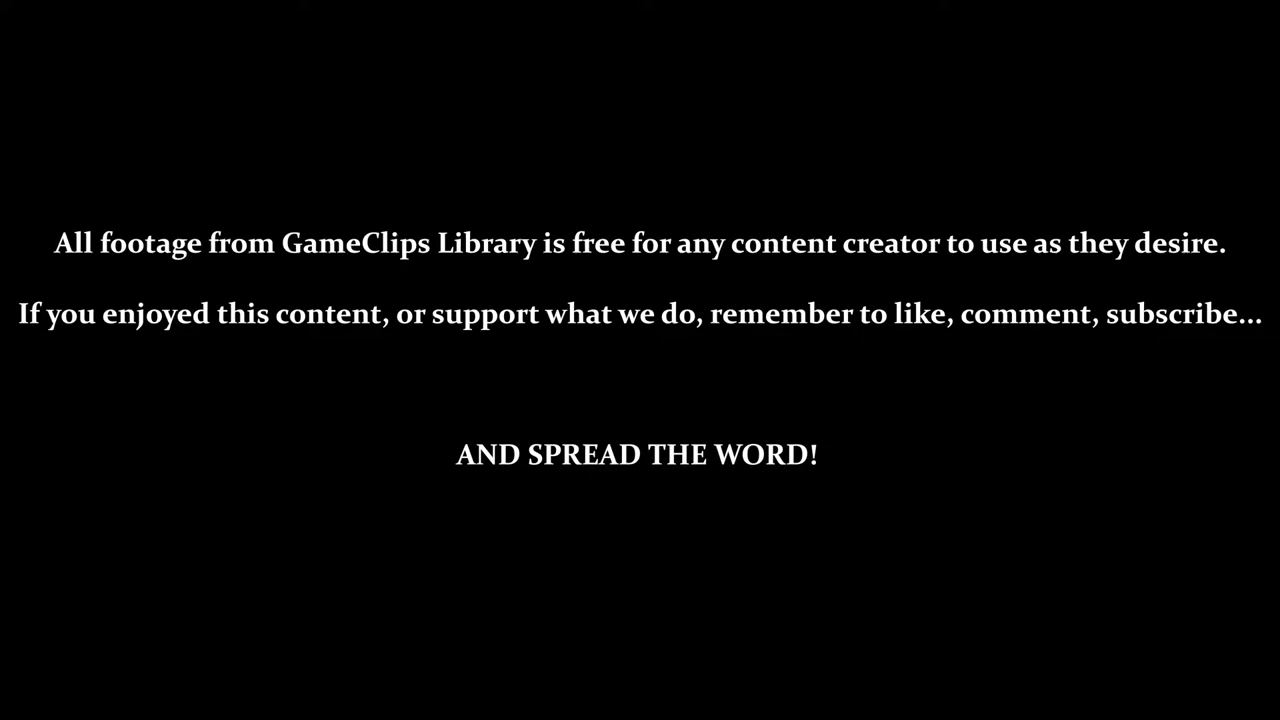 All footage from GameClips Library is free for any content creator to use as they desire.
If you enjoyed this content, or support what we do, remember to like, comment, subscribe...
AND SPREAD THE WORD!